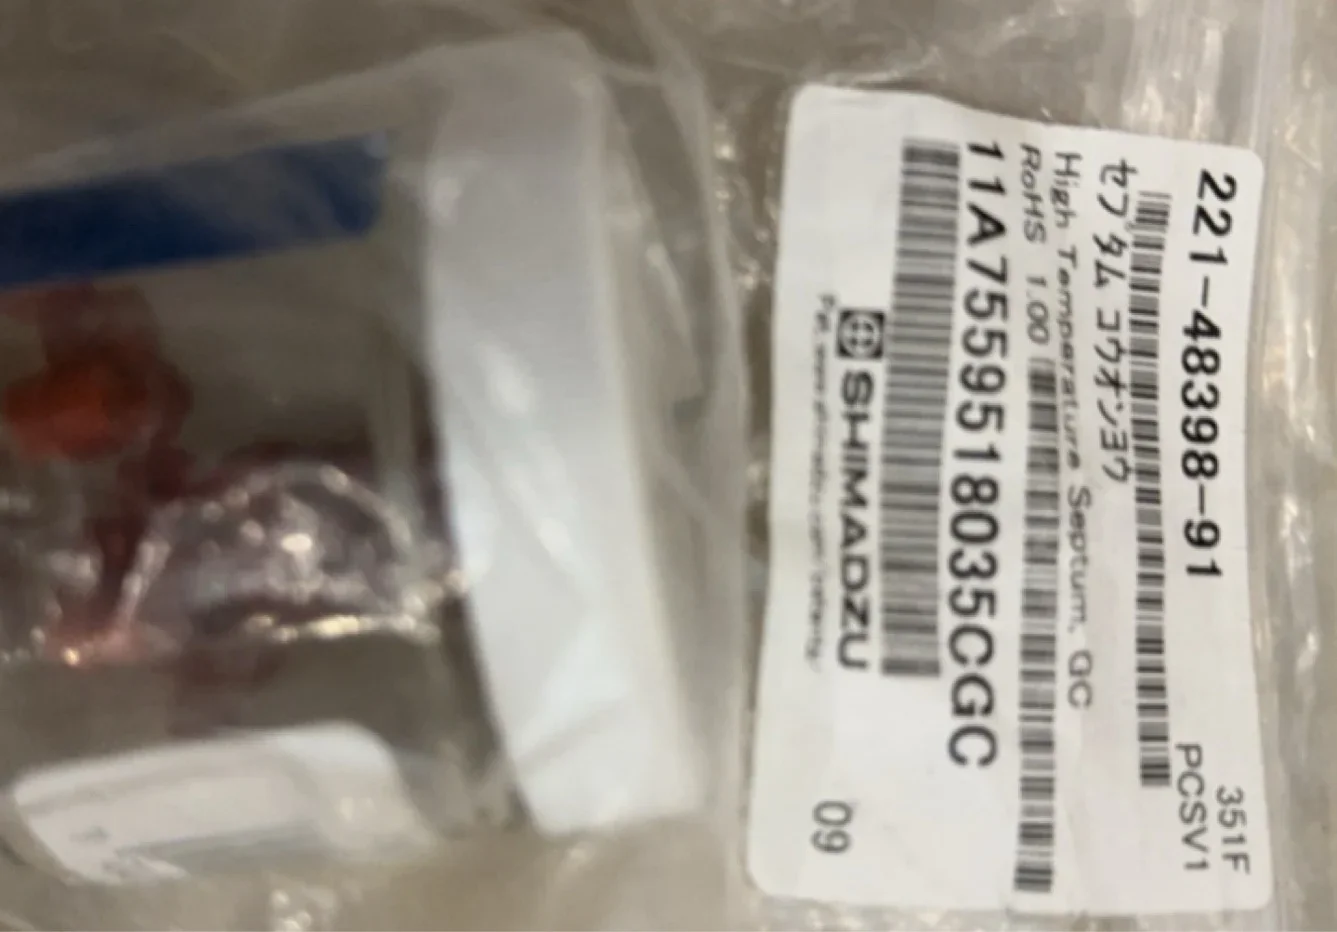 221-48398-91
351F
PCSV1
セプタム コウオンヨウ
High Temperature Septum, GC
RoHS 1.00
11A7559518035CGC
SHIMADZU
09